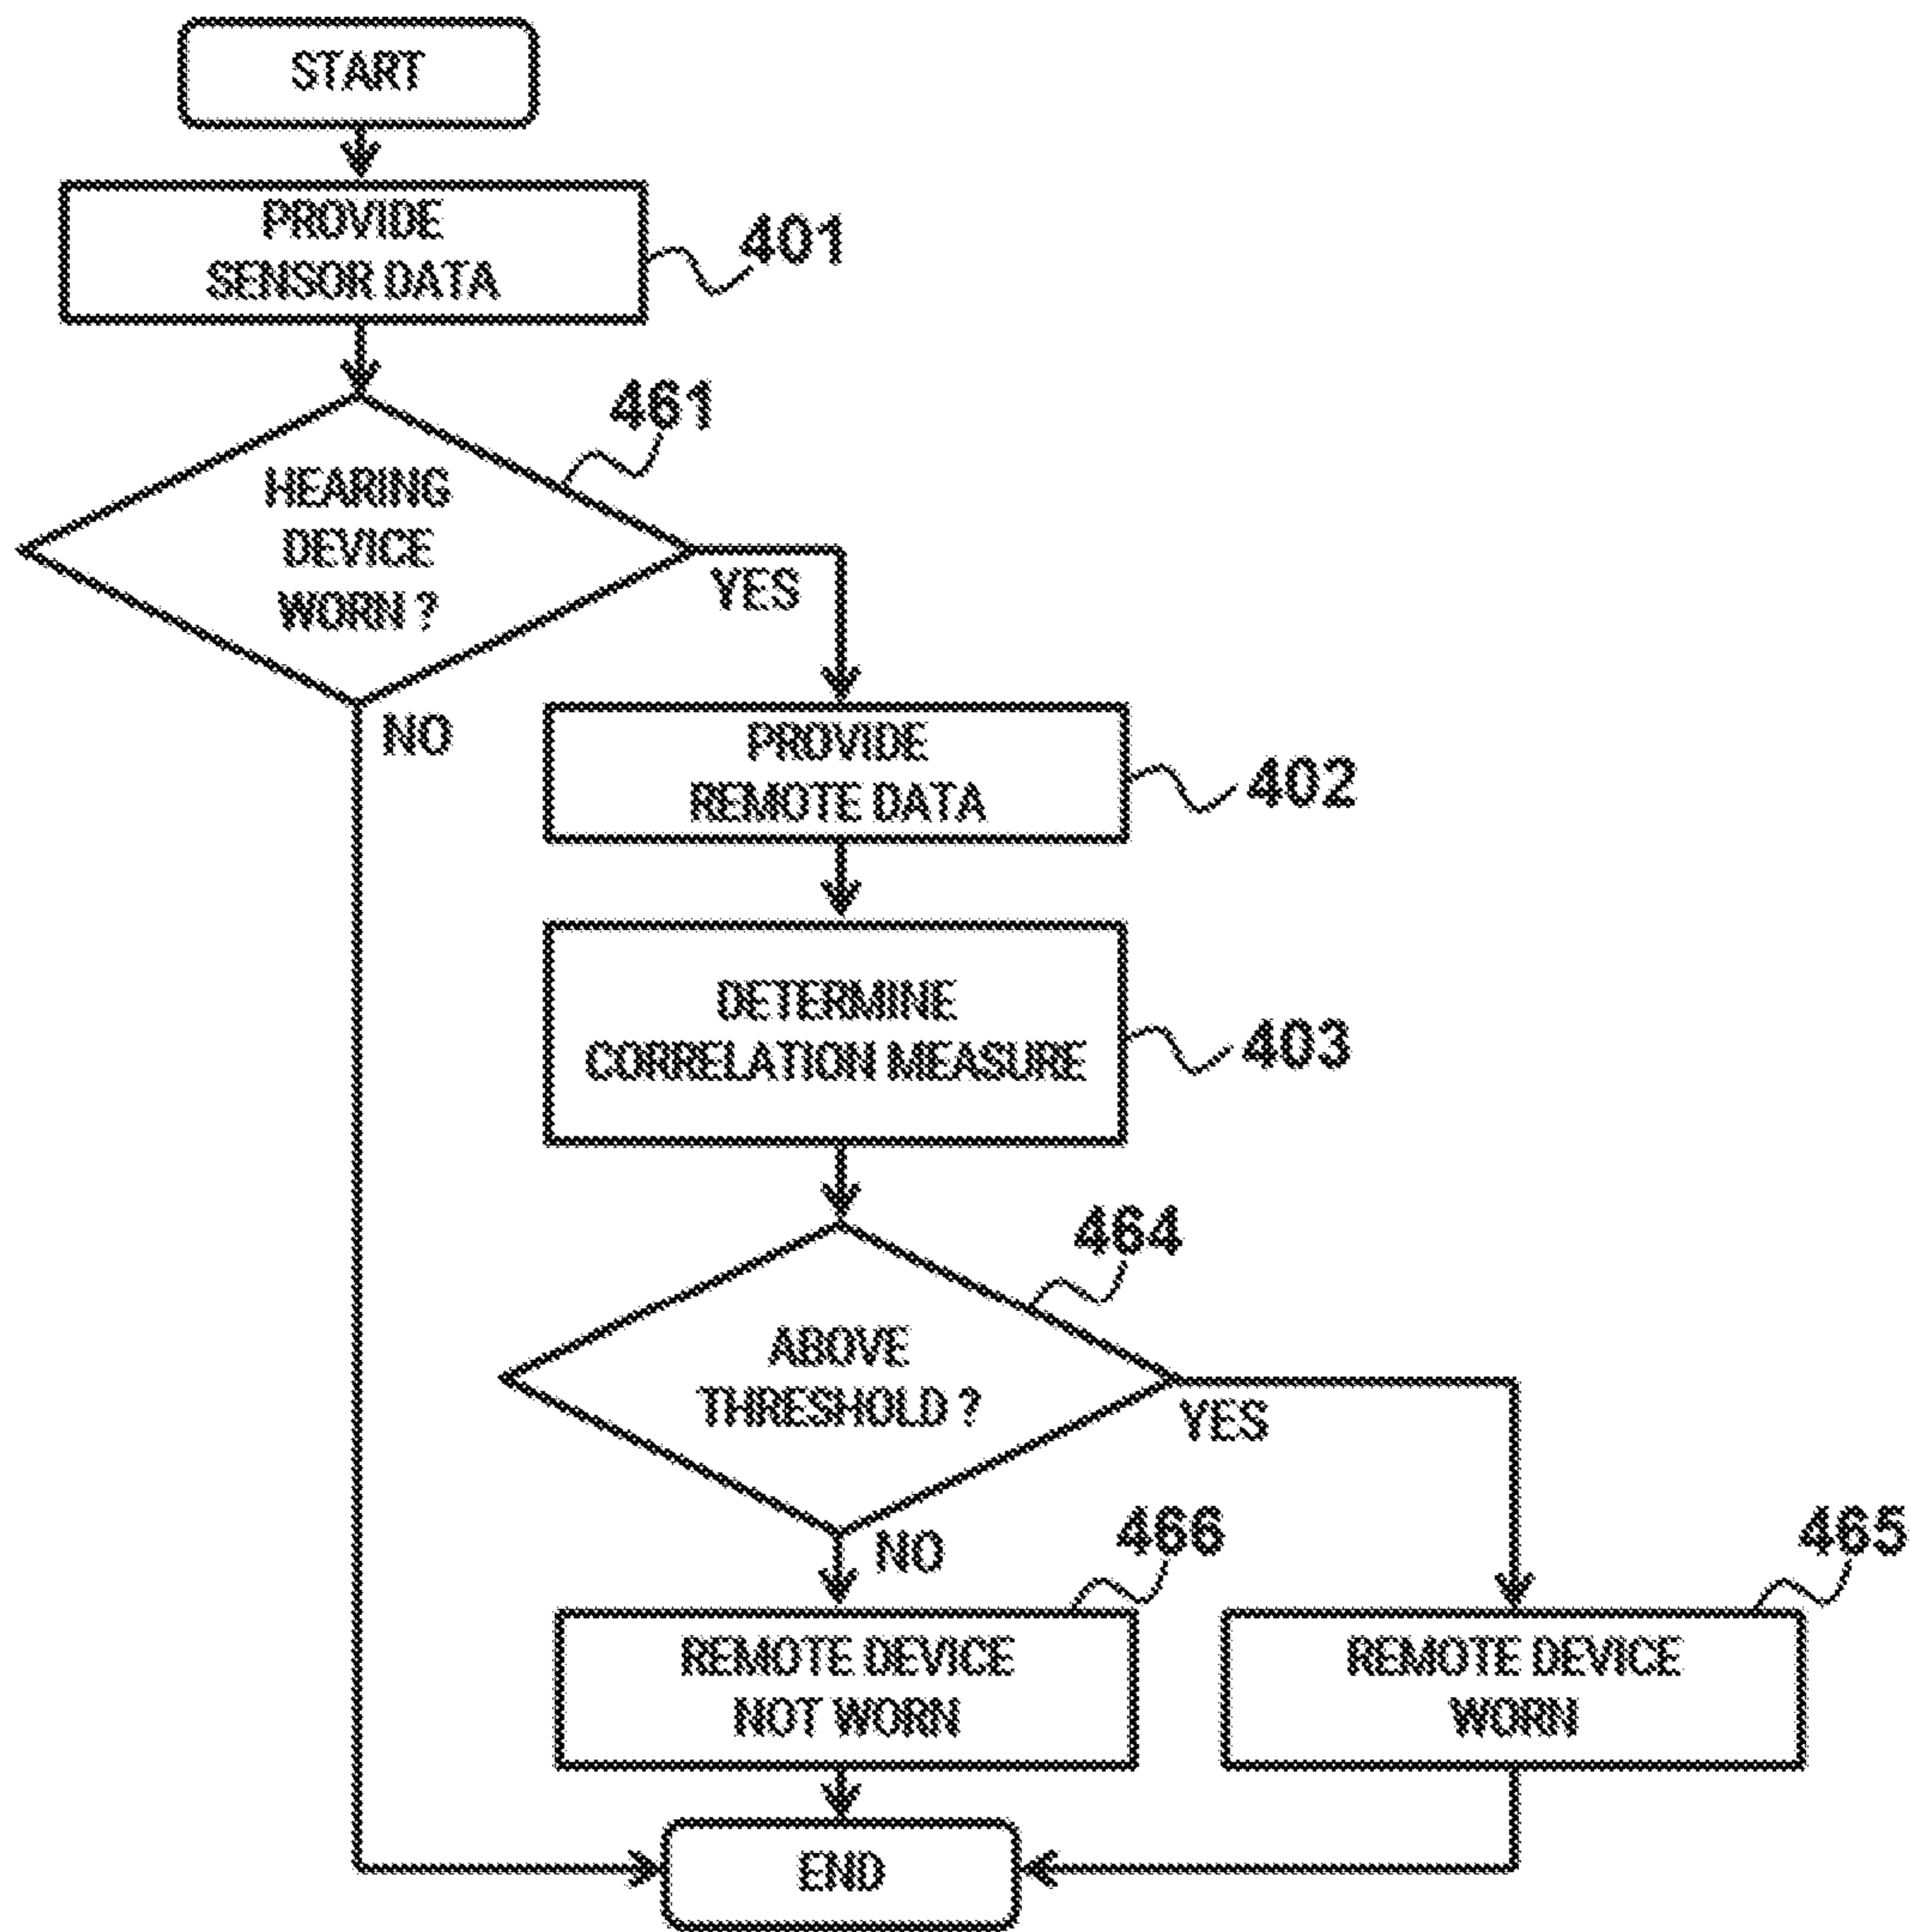 START
PROVIDE
SENSOR DATA
401
461
HEARING
DEVICE
WORN ?
YES
NO
PROVIDE
REMOTE DATA
402
DETERMINE
CORRELATION MEASURE
403
464
ABOVE
THRESHOLD ?
YES
NO
466
465
REMOTE DEVICE
NOT WORN
REMOTE DEVICE
WORN
END